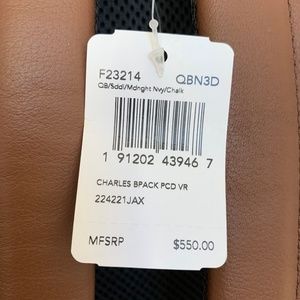 F23214 QBN3D
QB/Sddl/Mdnght Nvy/Chalk
1 91202 43946 7
CHARLES BPACK PCD VR
224221JAX
MFSRP $550.00